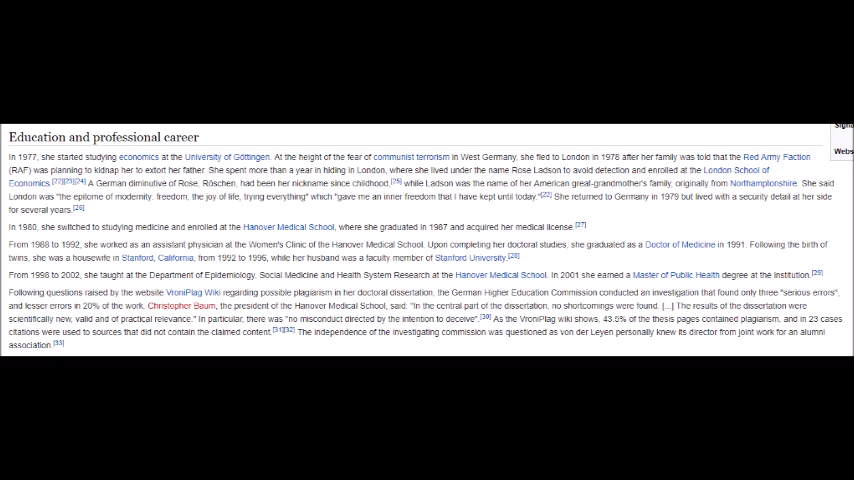 Signa
Education and professional career
Webs
In 1977, she started studying economics at the University of Göttingen. At the height of the fear of communist terrorism in West Germany, she fled to London in 1978 after her family was told that the Red Army Faction
(RAF) was planning to kidnap her to extort her father. She spent more than a year in hiding in London, where she lived under the name Rose Ladson to avoid detection and enrolled at the London School of
Economics.[22][23][24] A German diminutive of Rose, Röschen, had been her nickname since childhood,[25] while Ladson was the name of her American great-grandmother's family, originally from Northamptonshire. She said
London was "the epitome of modernity: freedom, the joy of life, trying everything" which "gave me an inner freedom that I have kept until today."[22] She returned to Germany in 1979 but lived with a security detail at her side
for several years.[26]
In 1980, she switched to studying medicine and enrolled at the Hanover Medical School, where she graduated in 1987 and acquired her medical license.[27]
From 1988 to 1992, she worked as an assistant physician at the Women's Clinic of the Hanover Medical School. Upon completing her doctoral studies, she graduated as a Doctor of Medicine in 1991. Following the birth of
twins, she was a housewife in Stanford, California, from 1992 to 1996, while her husband was a faculty member of Stanford University.[28]
From 1998 to 2002, she taught at the Department of Epidemiology, Social Medicine and Health System Research at the Hanover Medical School. In 2001 she earned a Master of Public Health degree at the institution.[29]
Following questions raised by the website VroniPlag Wiki regarding possible plagiarism in her doctoral dissertation, the German Higher Education Commission conducted an investigation that found only three "serious errors",
and lesser errors in 20% of the work. Christopher Baum, the president of the Hanover Medical School, said: "In the central part of the dissertation, no shortcomings were found. [...] The results of the dissertation were
scientifically new, valid and of practical relevance." In particular, there was "no misconduct directed by the intention to deceive".[30] As the VroniPlag wiki shows, 43.5% of the thesis pages contained plagiarism, and in 23 cases
citations were used to sources that did not contain the claimed content.[31][32] The independence of the investigating commission was questioned as von der Leyen personally knew its director from joint work for an alumni
association.[33]